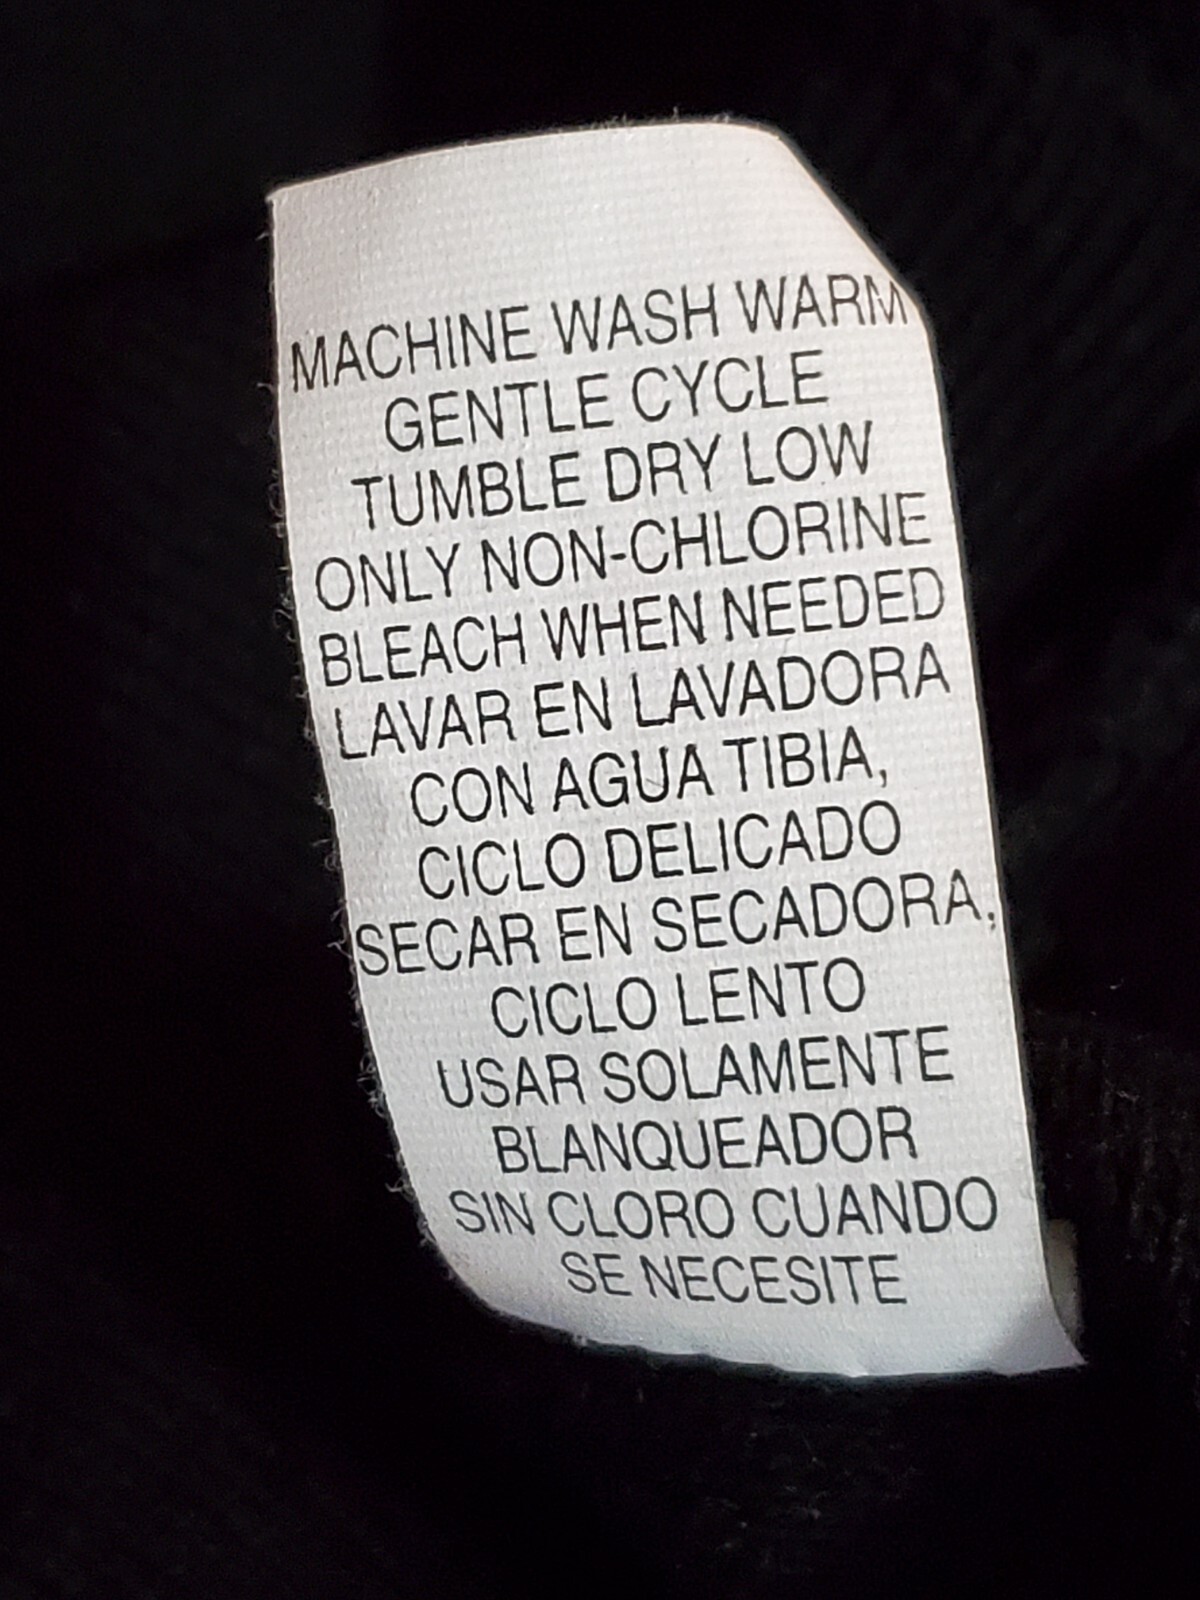 MACHINE WASH WARM
GENTLE CYCLE
TUMBLE DRY LOW
ONLY NON-CHLORINE
BLEACH WHEN NEEDED
LAVAR EN LAVADORA
CON AGUA TIBIA,
CICLO DELICADO
SECAR EN SECADORA,
CICLO LENTO
USAR SOLAMENTE
BLANQUEADOR
SIN CLORO CUANDO
SE NECESITE